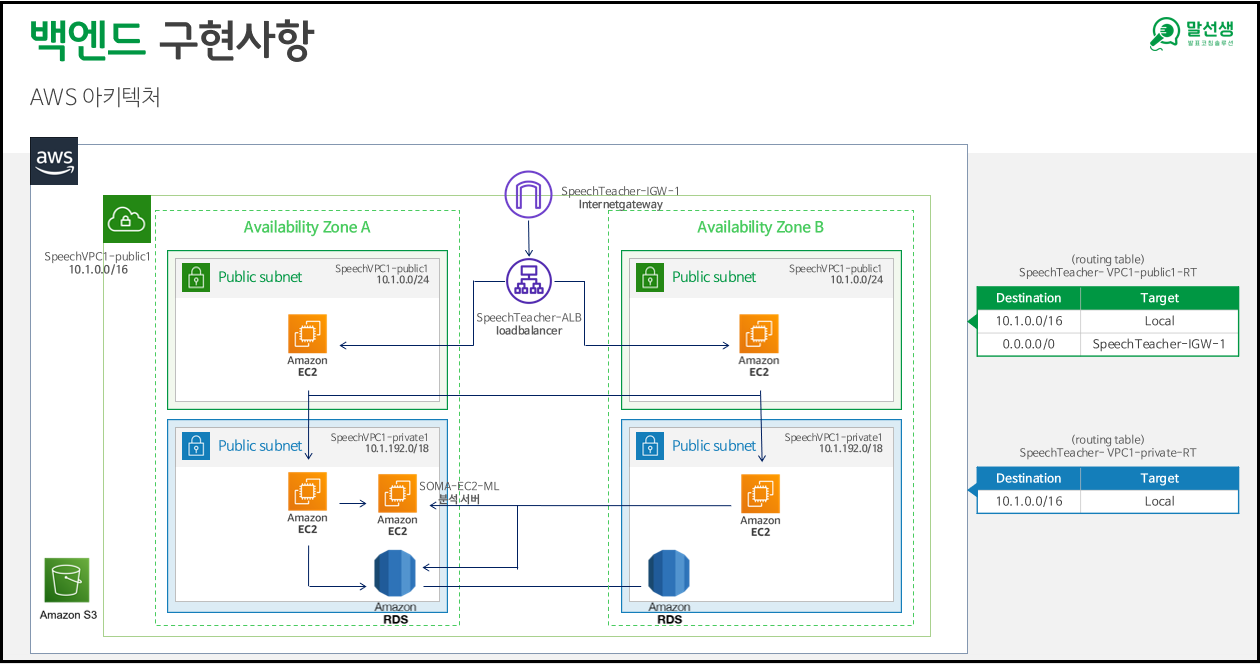 백엔드 구현사항
말선생
발표코칭솔루션
AWS 아키텍처
aws
SpeechTeacher-IGW-1
Internetgateway
SpeechVPC1-public1
10.1.0.0/16
Availability Zone A
Availability Zone B
Public subnet
SpeechVPC1-public1
10.1.0.0/24
SpeechTeacher-ALB
loadbalancer
Public subnet
SpeechVPC1-public1
10.1.0.0/24
Amazon
EC2
Amazon
EC2
Public subnet
SpeechVPC1-private1
10.1.192.0/18
Public subnet
SpeechVPC1-private1
10.1.192.0/18
Amazon
EC2
SOMA-EC2-ML
분석 서버
Amazon
EC2
Amazon
EC2
Amazon
RDS
Amazon
RDS
Amazon S3
(routing table)
SpeechTeacher- VPC1-public1-RT
Destination Target
10.1.0.0/16 Local
0.0.0.0/0 SpeechTeacher-IGW-1
(routing table)
SpeechTeacher- VPC1-private-RT
Destination Target
10.1.0.0/16 Local